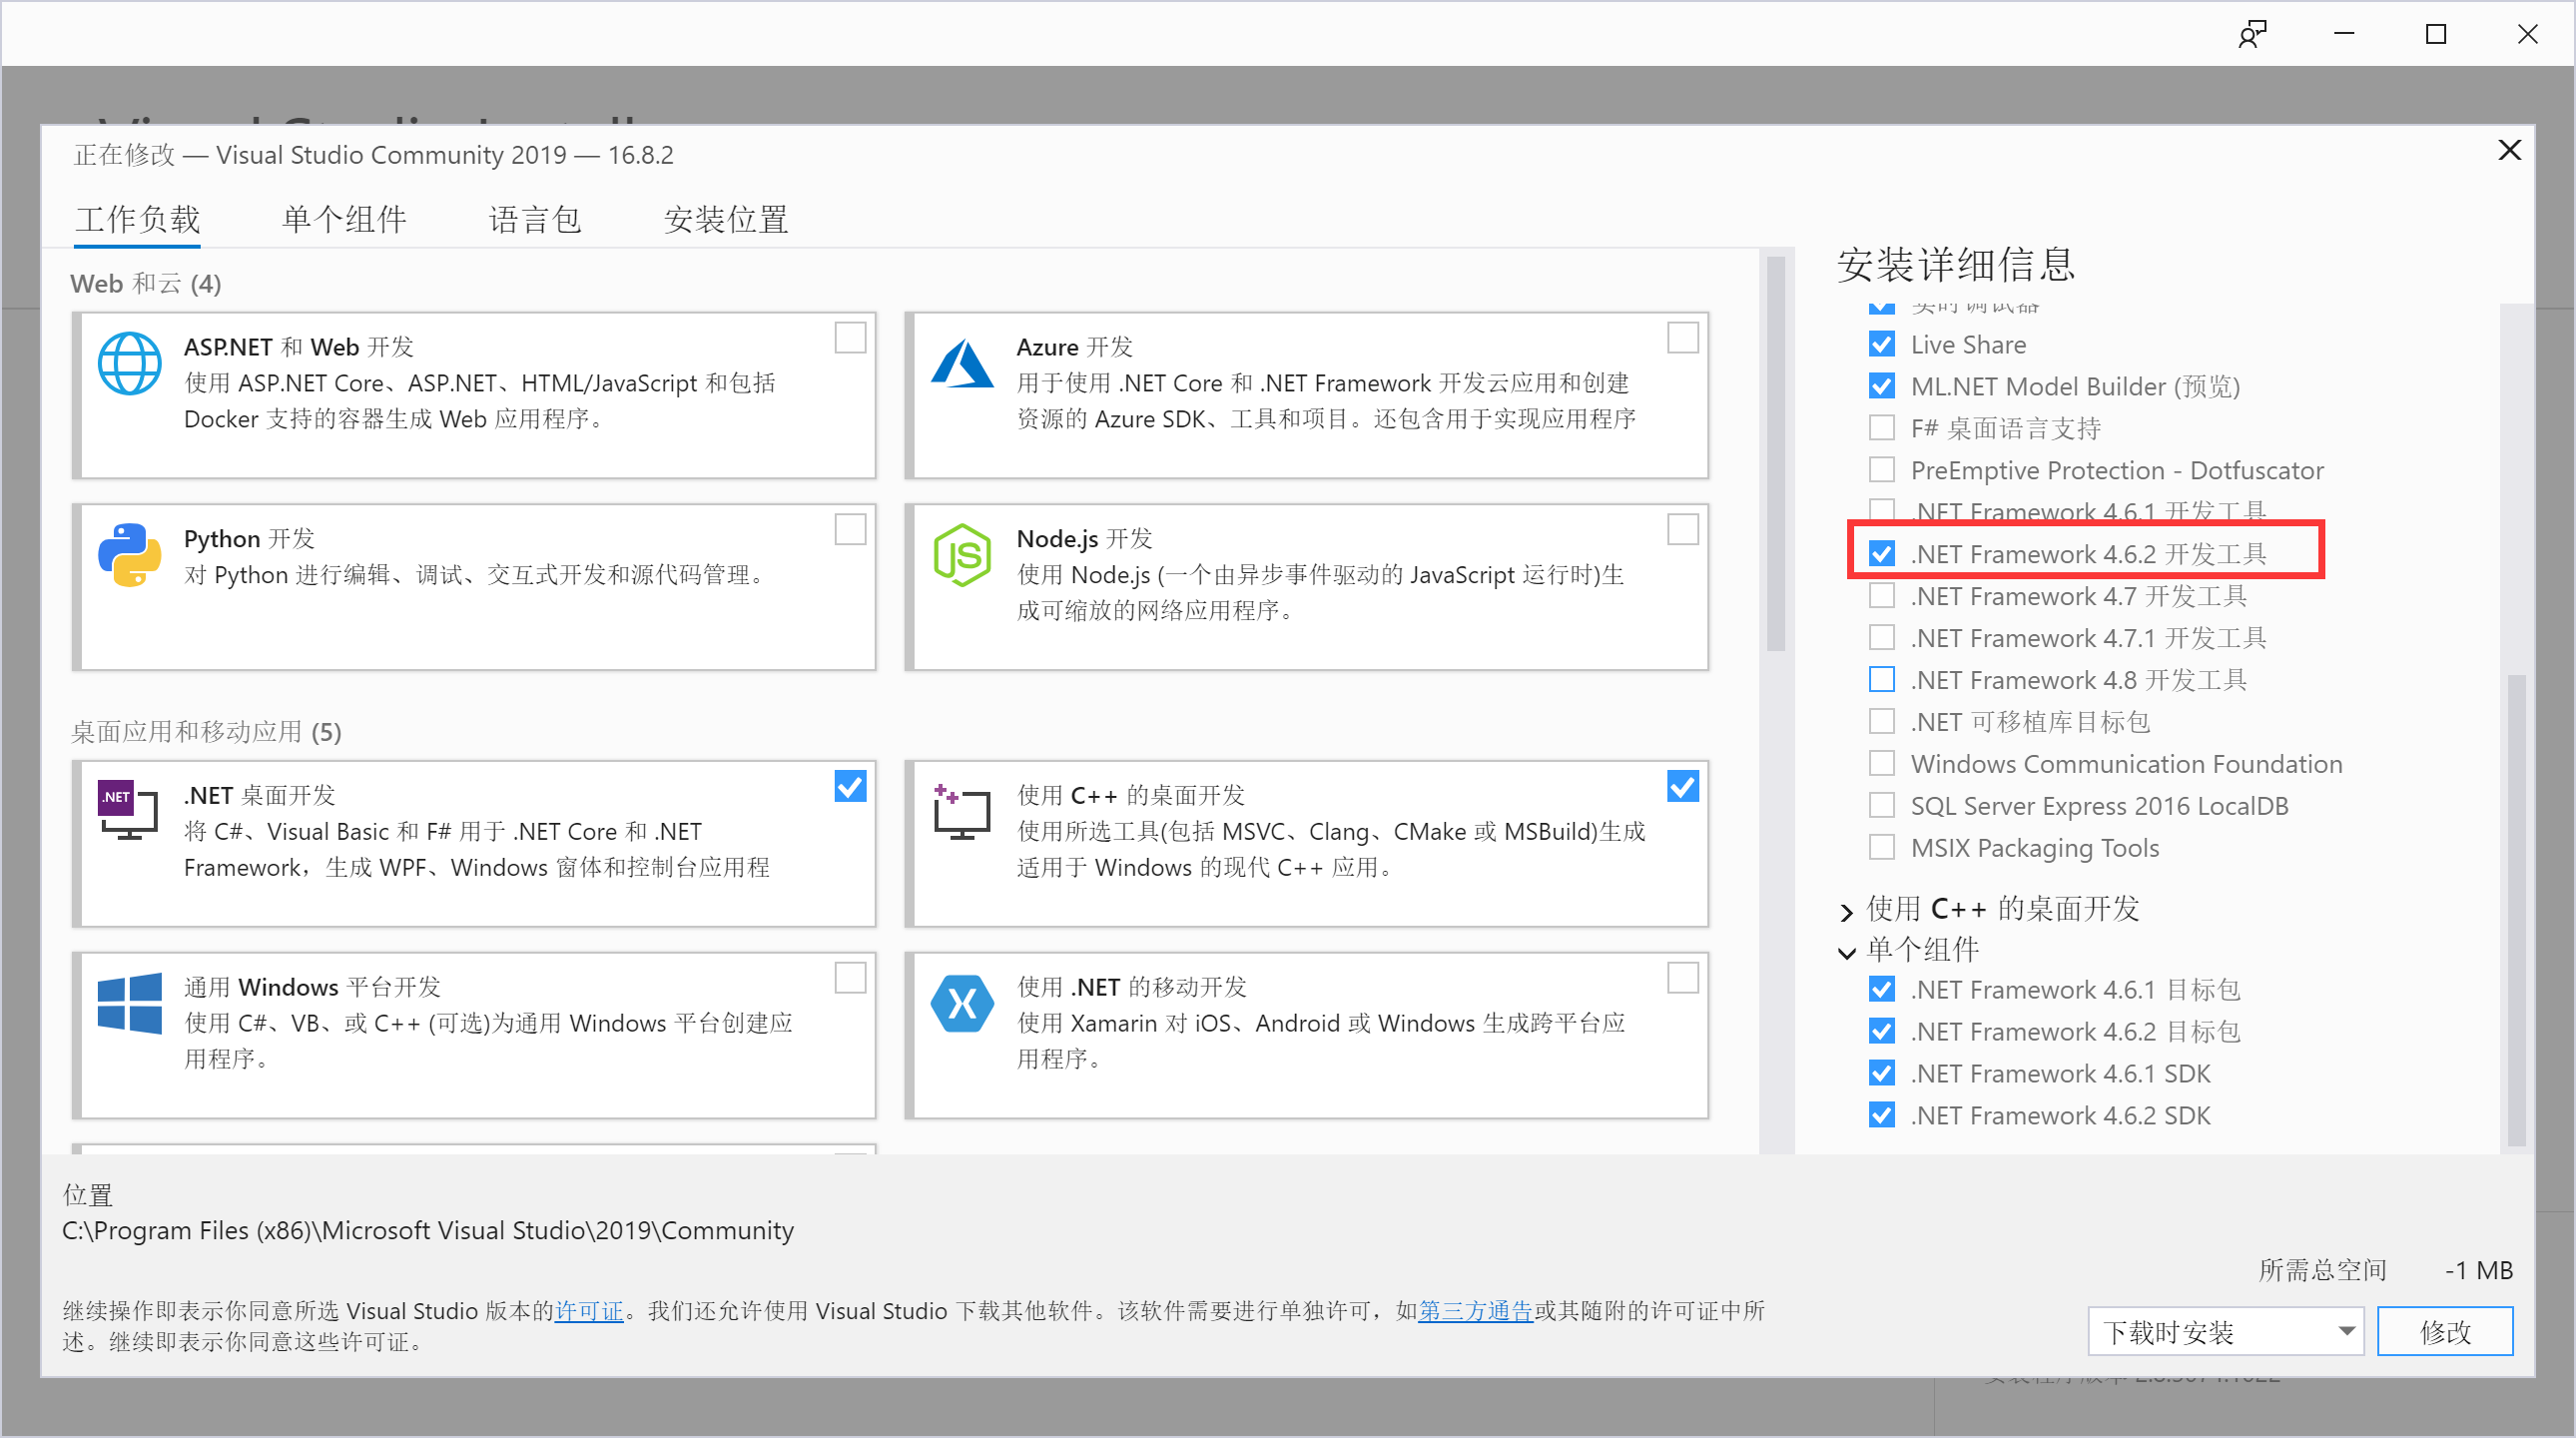 正在修改 — Visual Studio Community 2019 — 16.8.2
工作负载 单个组件 语言包 安装位置
Web 和云 (4)
ASP.NET 和 Web 开发
使用 ASP.NET Core、ASP.NET、HTML/JavaScript 和包括
Docker 支持的容器生成 Web 应用程序。
Azure 开发
用于使用 .NET Core 和 .NET Framework 开发云应用和创建
资源的 Azure SDK、工具和项目。还包含用于实现应用程序
Python 开发
对 Python 进行编辑、调试、交互式开发和源代码管理。
Node.js 开发
使用 Node.js (一个由异步事件驱动的 JavaScript 运行时)生
成可缩放的网络应用程序。
桌面应用和移动应用 (5)
.NET
.NET 桌面开发
将 C#、Visual Basic 和 F# 用于 .NET Core 和 .NET
Framework，生成 WPF、Windows 窗体和控制台应用程
使用 C++ 的桌面开发
使用所选工具(包括 MSVC、Clang、CMake 或 MSBuild)生成
适用于 Windows 的现代 C++ 应用。
通用 Windows 平台开发
使用 C#、VB、或 C++ (可选)为通用 Windows 平台创建应
用程序。
使用 .NET 的移动开发
使用 Xamarin 对 iOS、Android 或 Windows 生成跨平台应
用程序。
安装详细信息
实时调试器
Live Share
ML.NET Model Builder (预览)
F# 桌面语言支持
PreEmptive Protection - Dotfuscator
.NET Framework 4.6.1 开发工具
.NET Framework 4.6.2 开发工具
.NET Framework 4.7 开发工具
.NET Framework 4.7.1 开发工具
.NET Framework 4.8 开发工具
.NET 可移植库目标包
Windows Communication Foundation
SQL Server Express 2016 LocalDB
MSIX Packaging Tools
使用 C++ 的桌面开发
单个组件
.NET Framework 4.6.1 目标包
.NET Framework 4.6.2 目标包
.NET Framework 4.6.1 SDK
.NET Framework 4.6.2 SDK
位置
C:\Program Files (x86)\Microsoft Visual Studio\2019\Community
所需总空间 -1 MB
继续操作即表示你同意所选 Visual Studio 版本的许可证。我们还允许使用 Visual Studio 下载其他软件。该软件需要进行单独许可，如第三方通告或其随附的许可证中所
述。继续即表示你同意这些许可证。
下载时安装 修改